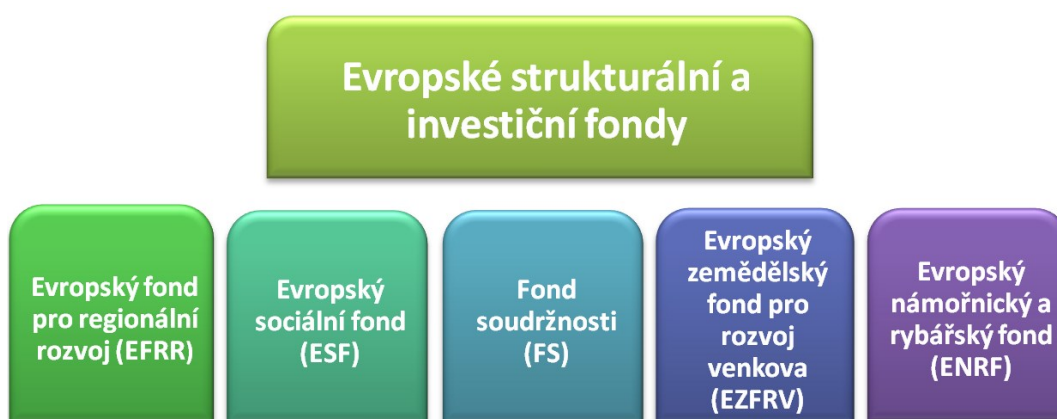 Evropské strukturální a
investiční fondy
Evropský fond
pro regionální
rozvoj (EFRR)
Evropský
sociální fond
(ESF)
Fond
soudržnosti
(FS)
Evropský
zemědělský
fond pro
rozvoj
venkova
(EZFRV)
Evropský
námořnický a
rybářský fond
(ENRF)